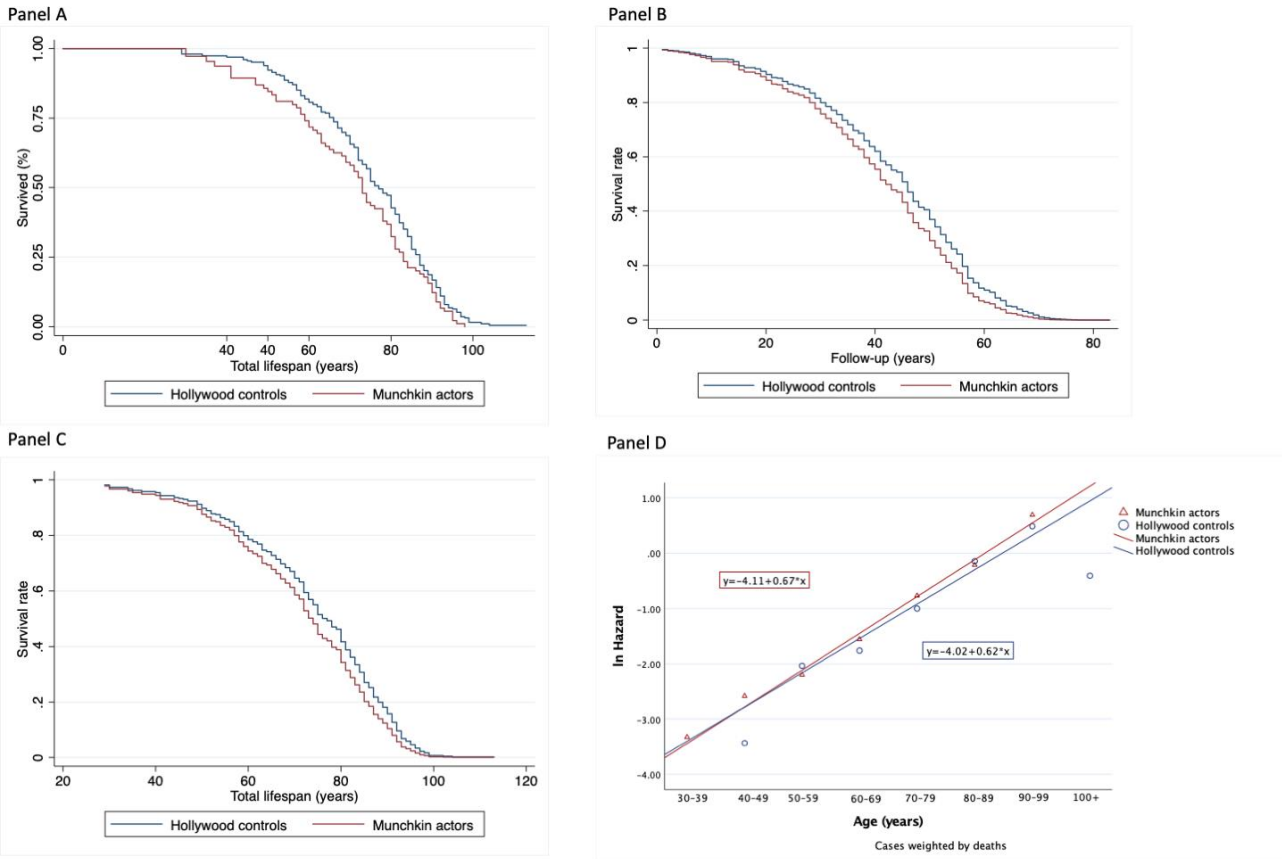 Panel A
1.00
0.75
0.50
0.25
0.00
Survived (%)
0 40 40 60 80 100
Total lifespan (years)
Hollywood controls Munchkin actors
Panel B
1
.8
.6
.4
.2
0
Survival rate
0 20 40 60 80
Follow-up (years)
Hollywood controls Munchkin actors
Panel C
1
.8
.6
.4
.2
0
Survival rate
20 40 60 80 100 120
Total lifespan (years)
Hollywood controls Munchkin actors
Panel D
1.00
.00
-1.00
-2.00
-3.00
-4.00
ln Hazard
y=-4.11+0.67*x
y=-4.02+0.62*x
30-39 40-49 50-59 60-69 70-79 80-89 90-99 100+
Age (years)
Cases weighted by deaths
Munchkin actors
Hollywood controls
Munchkin actors
Hollywood controls